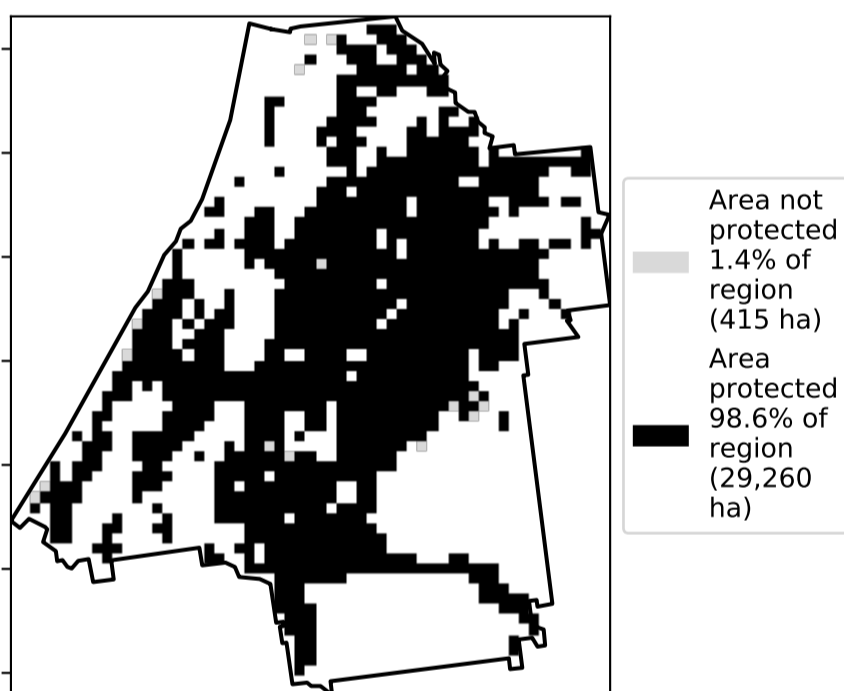 Area not
protected
1.4% of
region
(415 ha)
Area
protected
98.6% of
region
(29,260
ha)